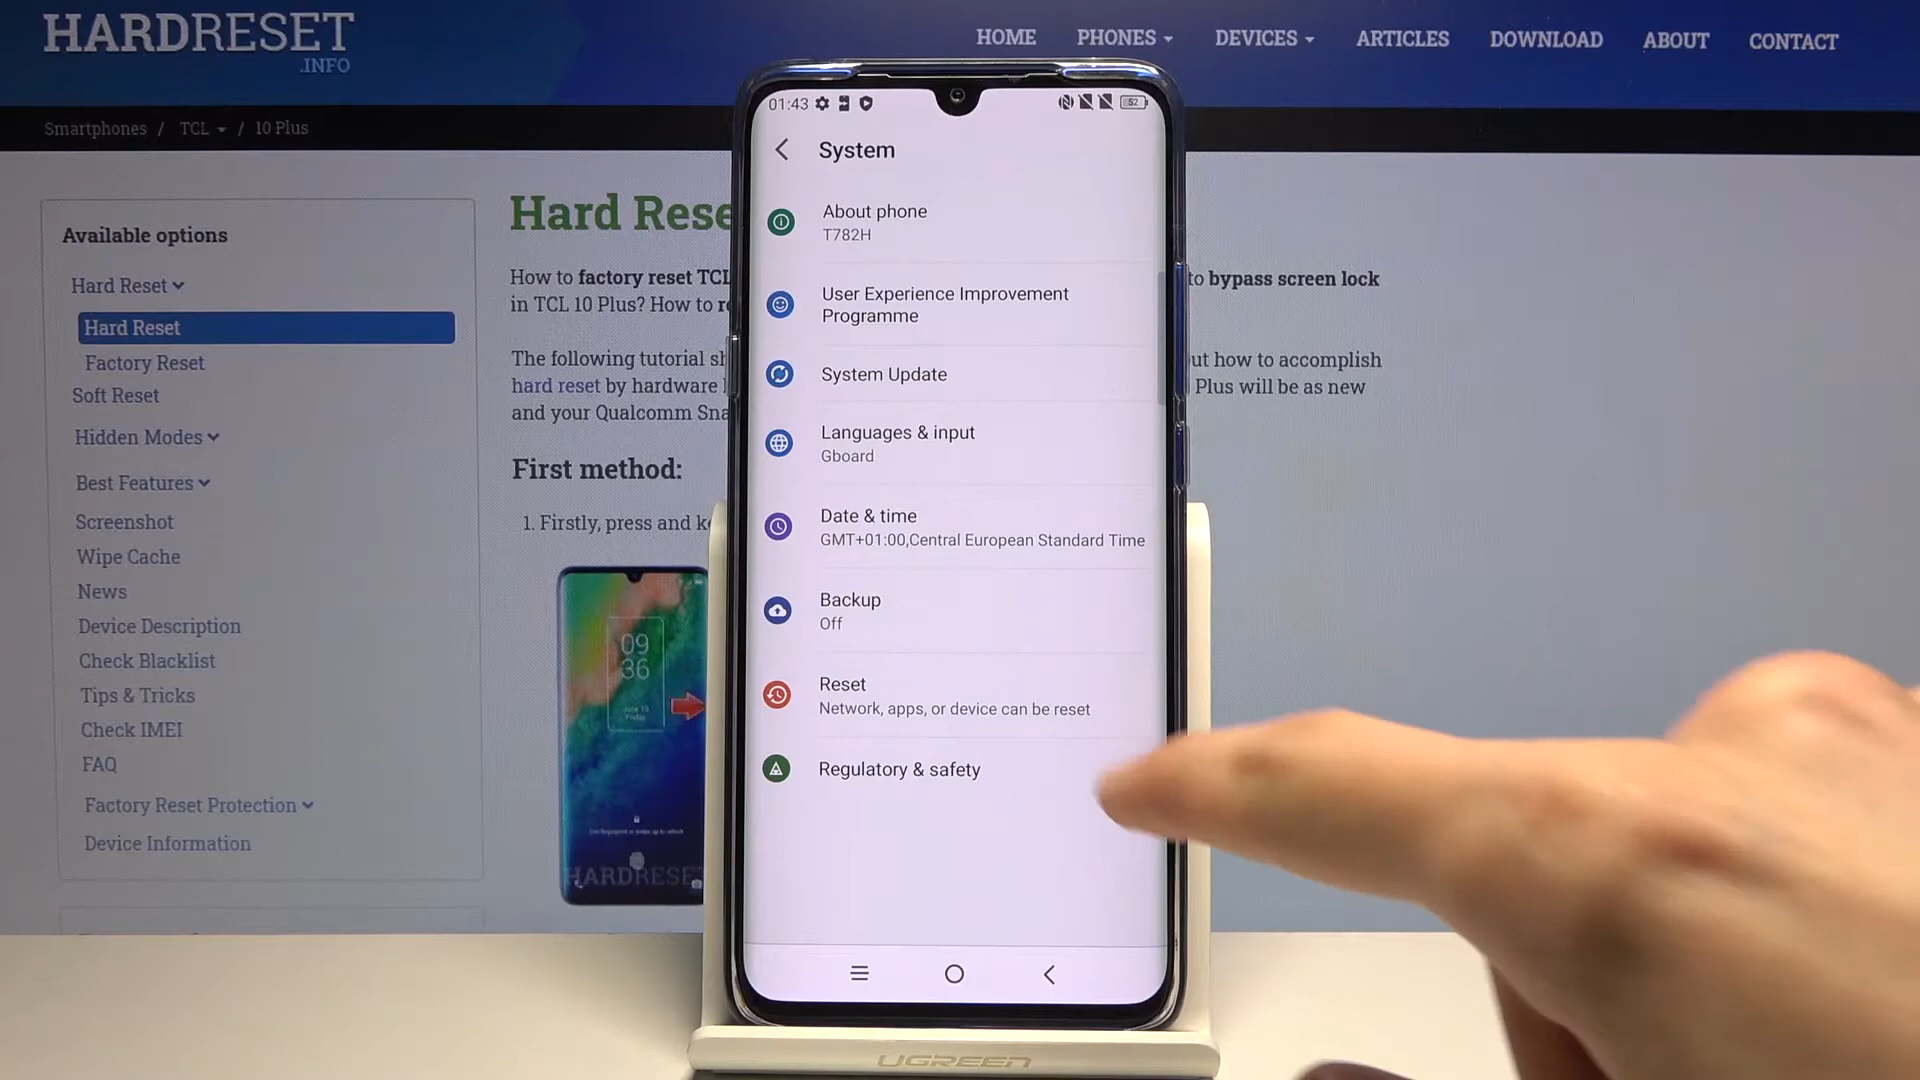 HARDRESET
.INFO
HOME PHONES DEVICES ARTICLES DOWNLOAD ABOUT CONTACT
Smartphones / TCL / 10 Plus
Available options
Hard Reset
Hard Reset
Factory Reset
Soft Reset
Hidden Modes
Best Features
Screenshot
Wipe Cache
News
Device Description
Check Blacklist
Tips & Tricks
Check IMEI
FAQ
Factory Reset Protection
Device Information
Hard Rese
How to factory reset TCL
to bypass screen lock
in TCL 10 Plus? How to
The following tutorial
ut how to accomplish
hard reset by hardware
Plus will be as new
and your Qualcomm Sna
First method:
1. Firstly, press and
09
36
HARDRESET
01:43
52
System
About phone
T782H
User Experience Improvement
Programme
System Update
Languages & input
Gboard
Date & time
GMT+01:00,Central European Standard Time
Backup
Off
Reset
Network, apps, or device can be reset
Regulatory & safety
UGREEN